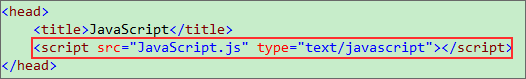 <head>
<title>JavaScript</title>
<script src="JavaScript.js" type="text/javascript"></script>
</head>